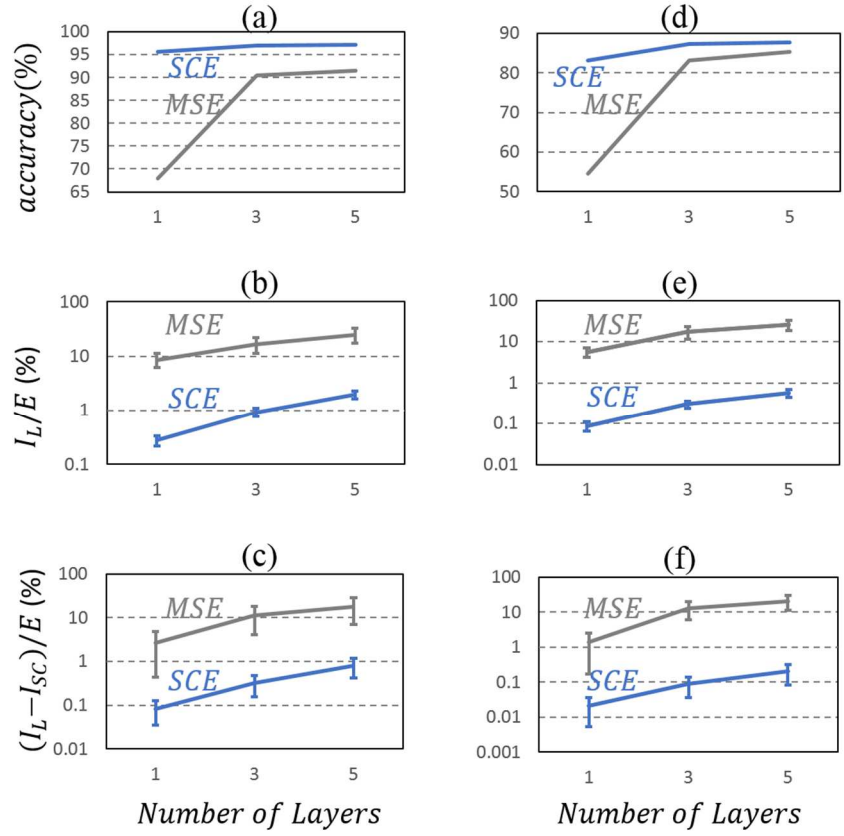 (a)
accuracy(%)
100
95
90
85
80
75
70
65
SCE
MSE
1 3 5
(d)
90
80
70
60
50
SCE
MSE
1 3 5
(b)
I_L/E (%)
100
10
1
0.1
MSE
SCE
1 3 5
(e)
100
10
1
0.1
0.01
MSE
SCE
1 3 5
(c)
(I_L−I_SC)/E (%)
100
10
1
0.1
0.01
MSE
SCE
1 3 5
Number of Layers
(f)
100
10
1
0.1
0.01
0.001
MSE
SCE
1 3 5
Number of Layers